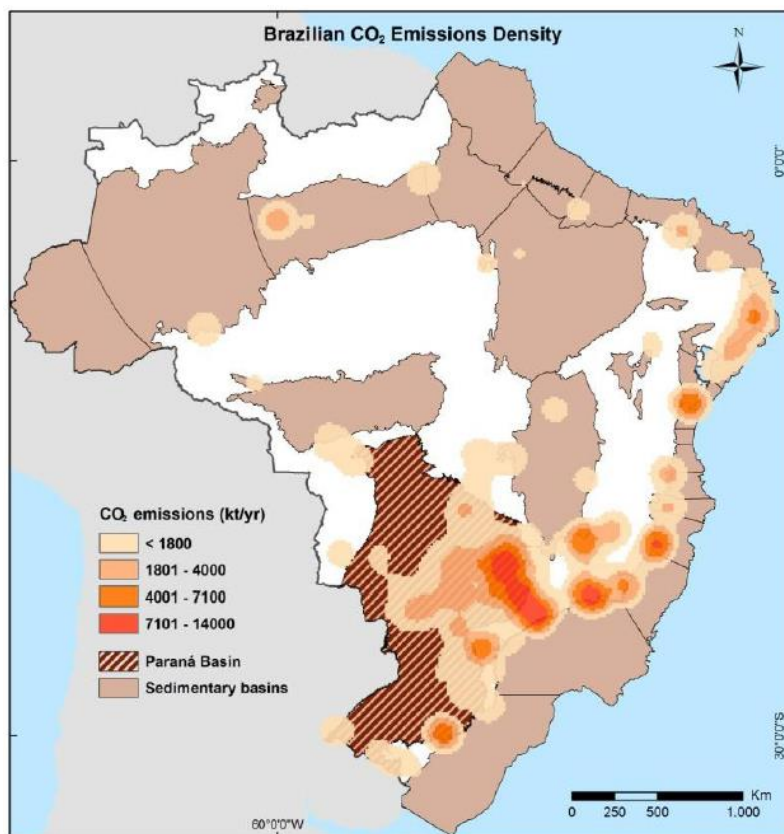 Brazilian CO₂ Emissions Density
N
0°0'0"
CO₂ emissions (kt/yr)
< 1800
1801 - 4000
4001 - 7100
7101 - 14000
Paraná Basin
Sedimentary basins
30°0'0"S
Km
0 250 500 1.000
60°0'0"W